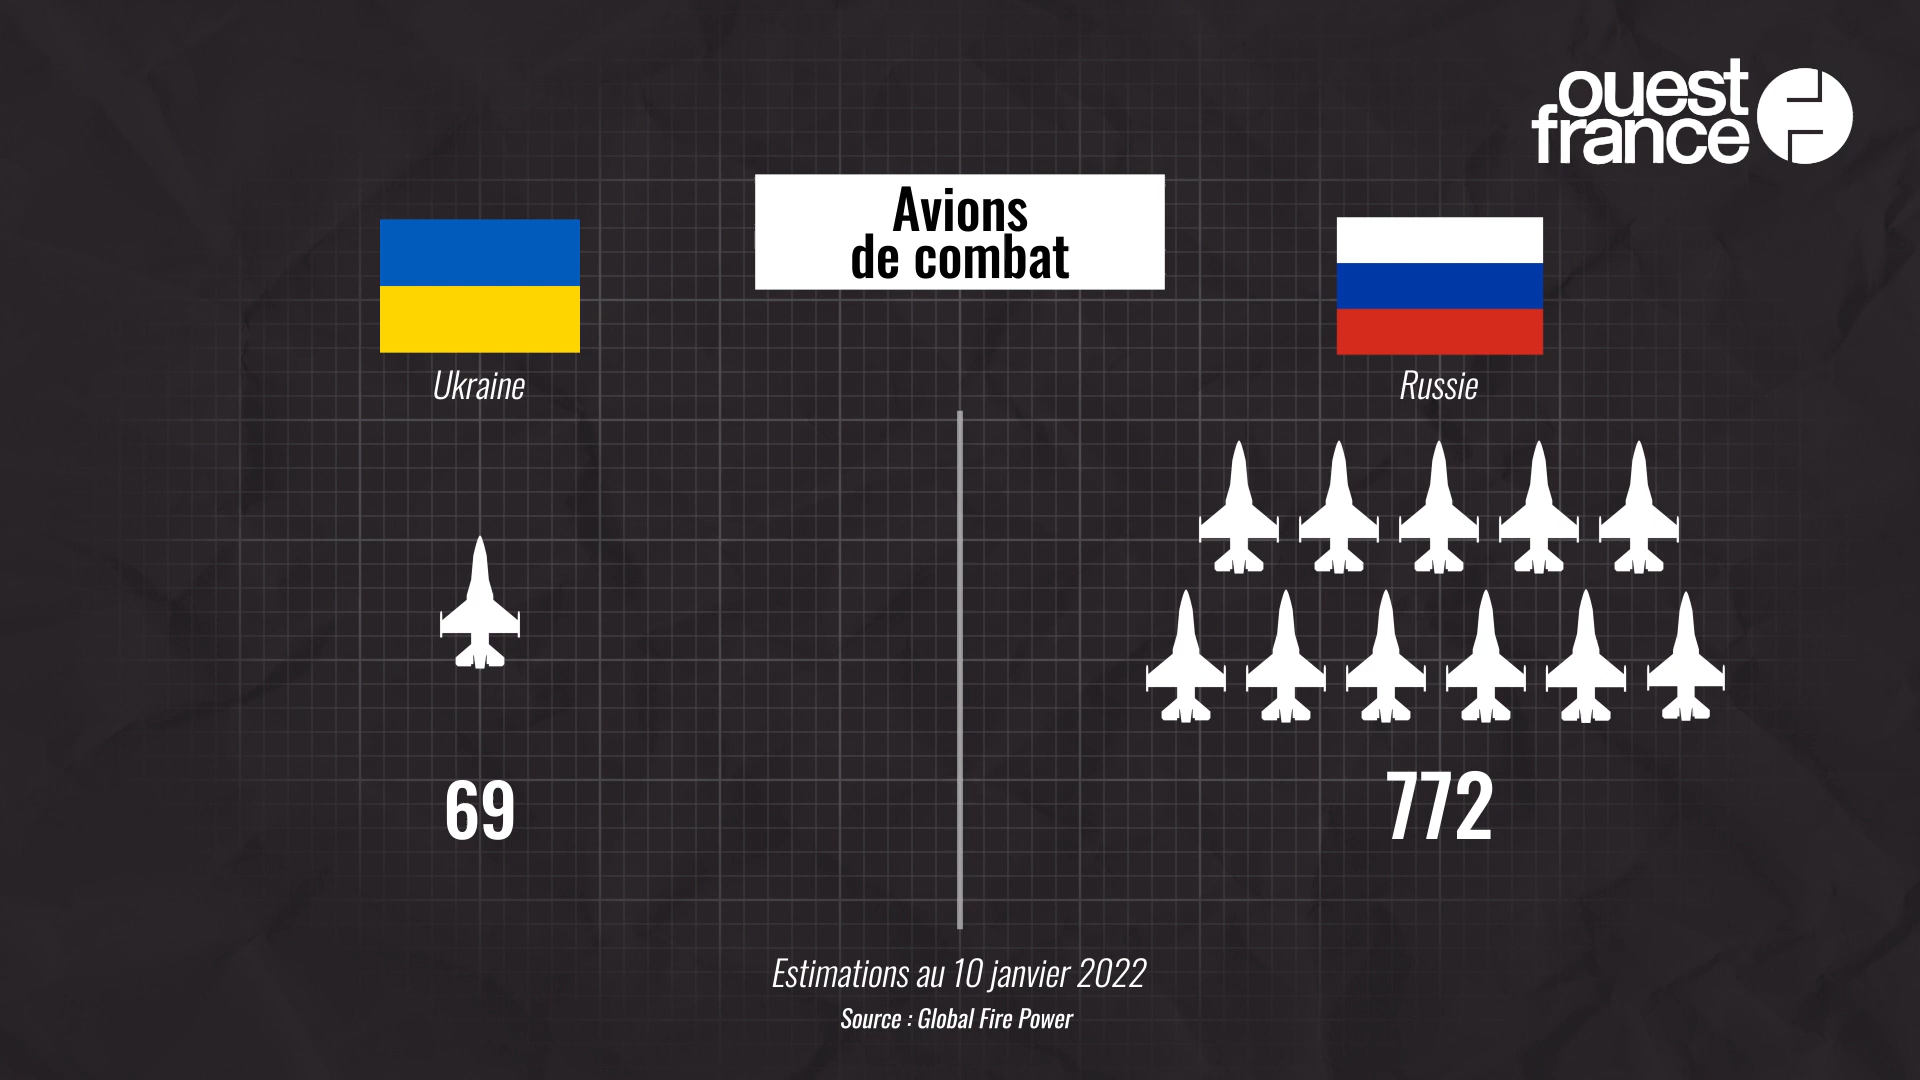 ouest
france
Avions
de combat
Ukraine
Russie
69
772
Estimations au 10 janvier 2022
Source : Global Fire Power